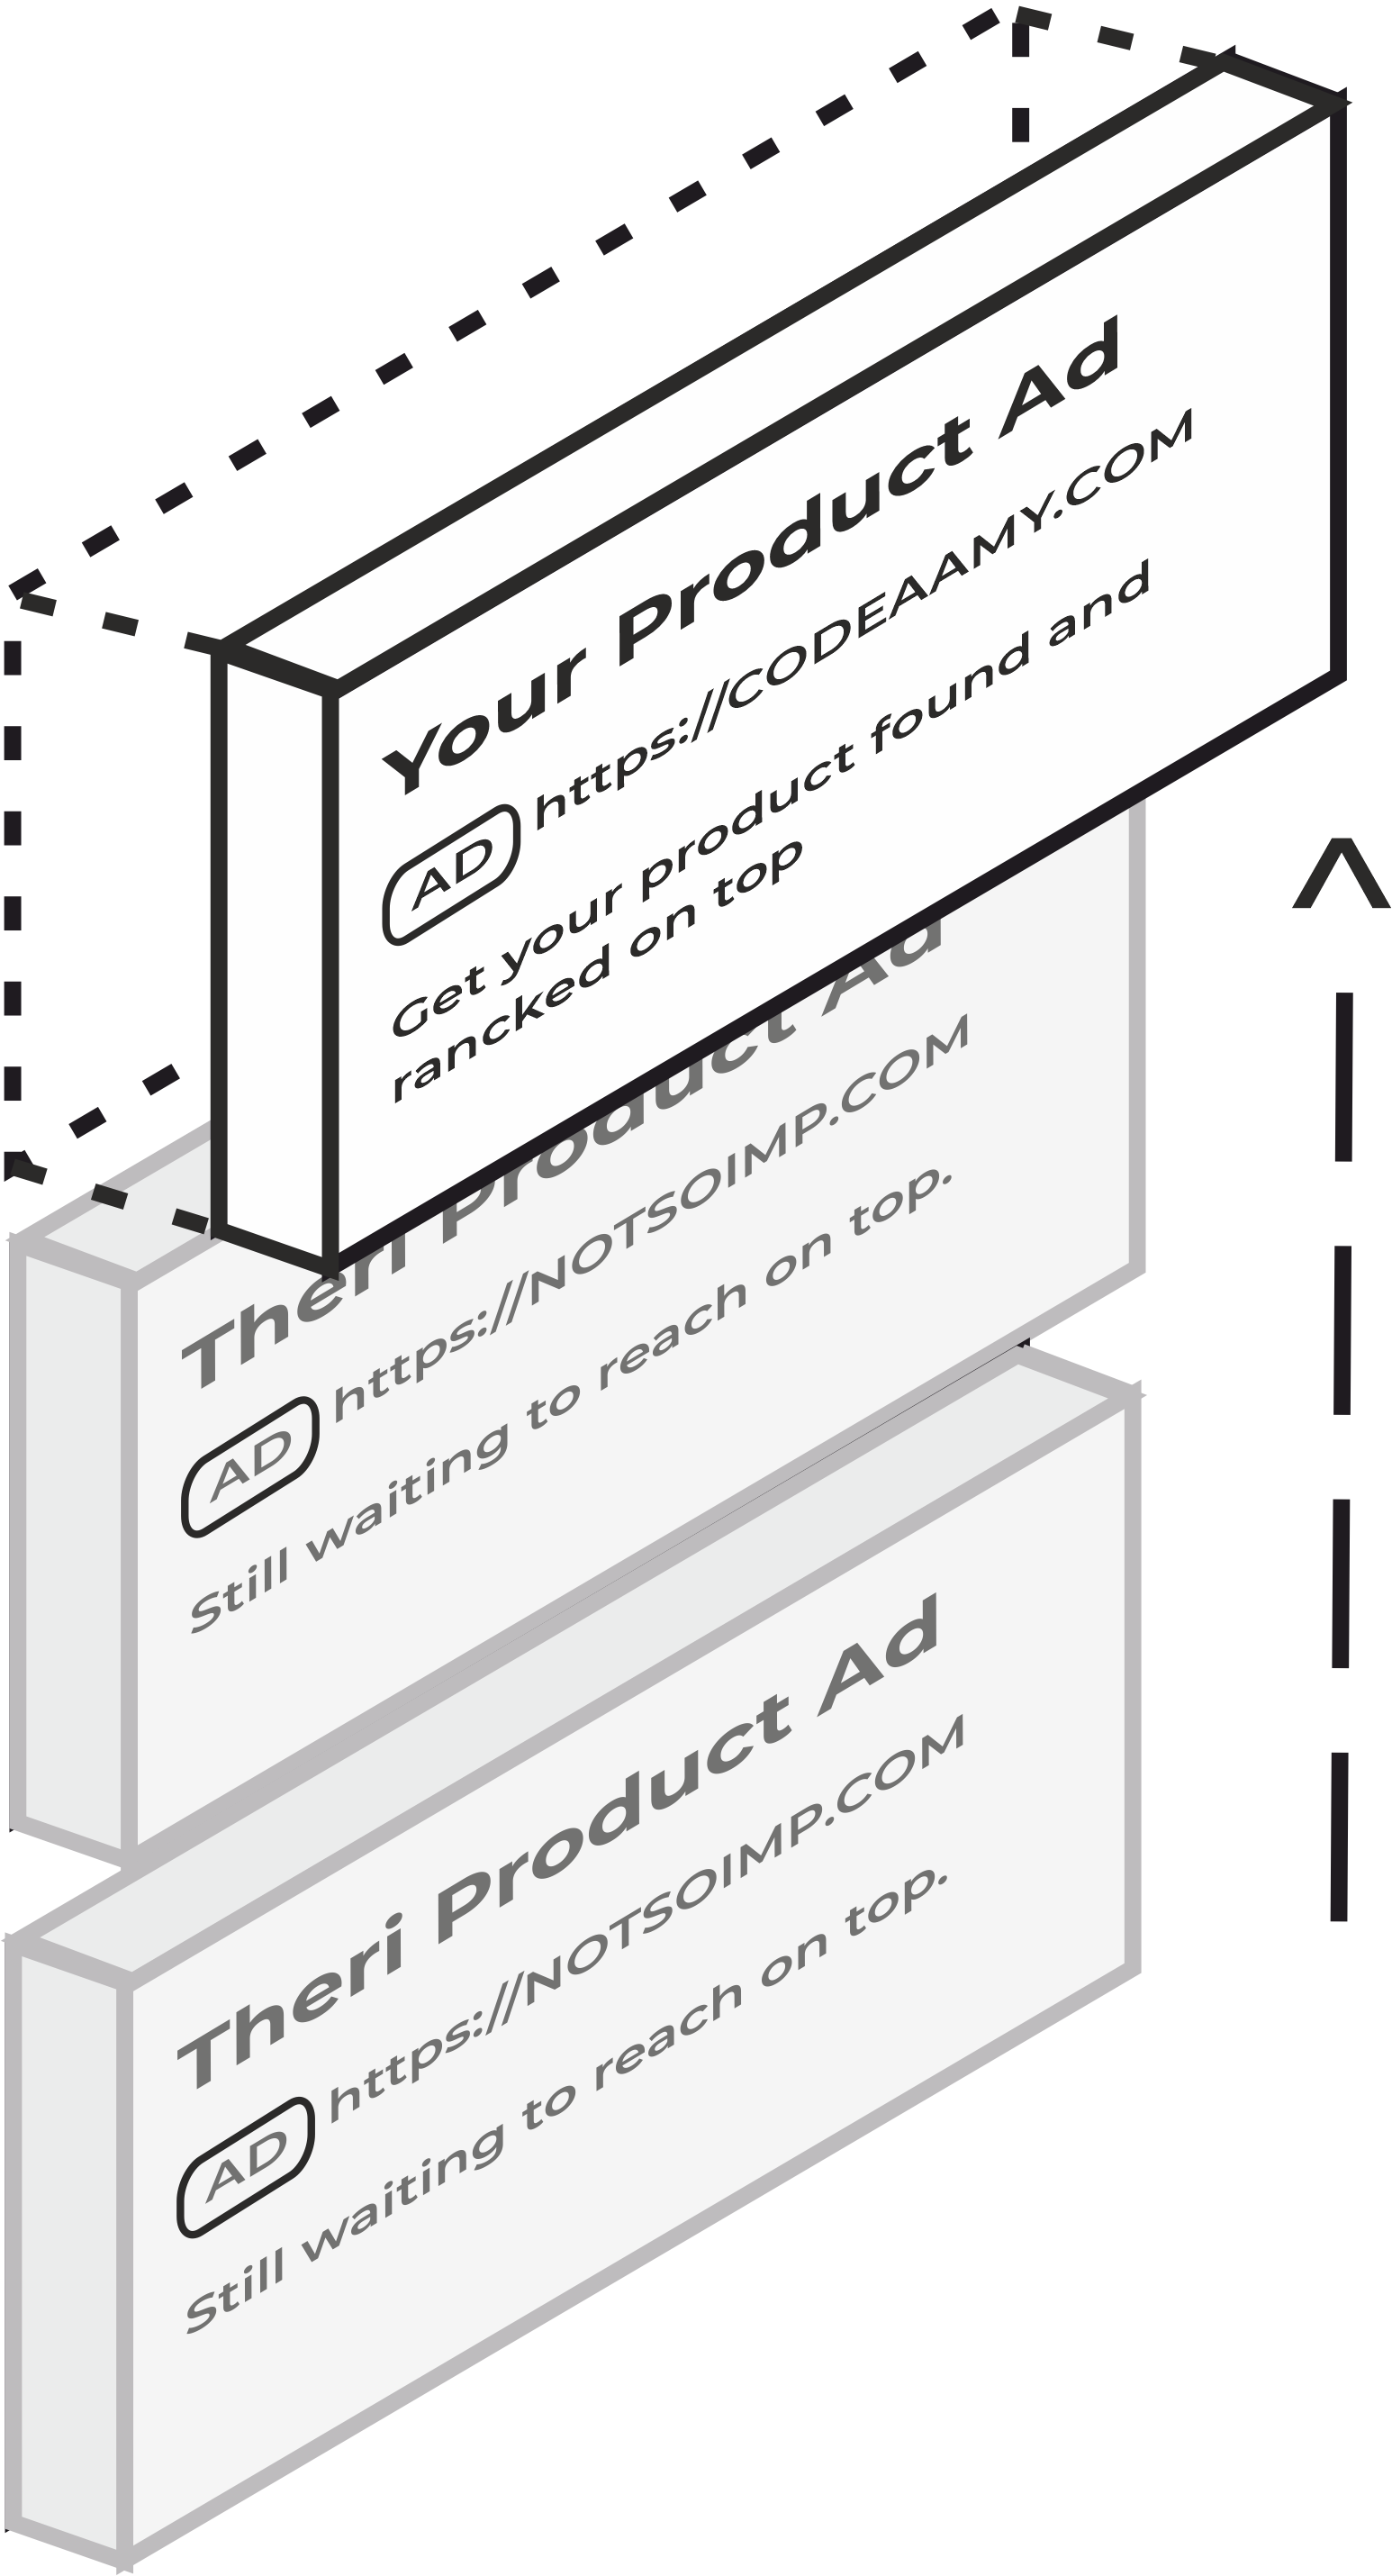 Your Product Ad
AD https://CODEAAMY.COM
Get your product found and
rancked on top
Theri Product Ad
AD https://NOTSOIMP.COM
Still waiting to reach on top.
Theri Product Ad
AD https://NOTSOIMP.COM
Still waiting to reach on top.